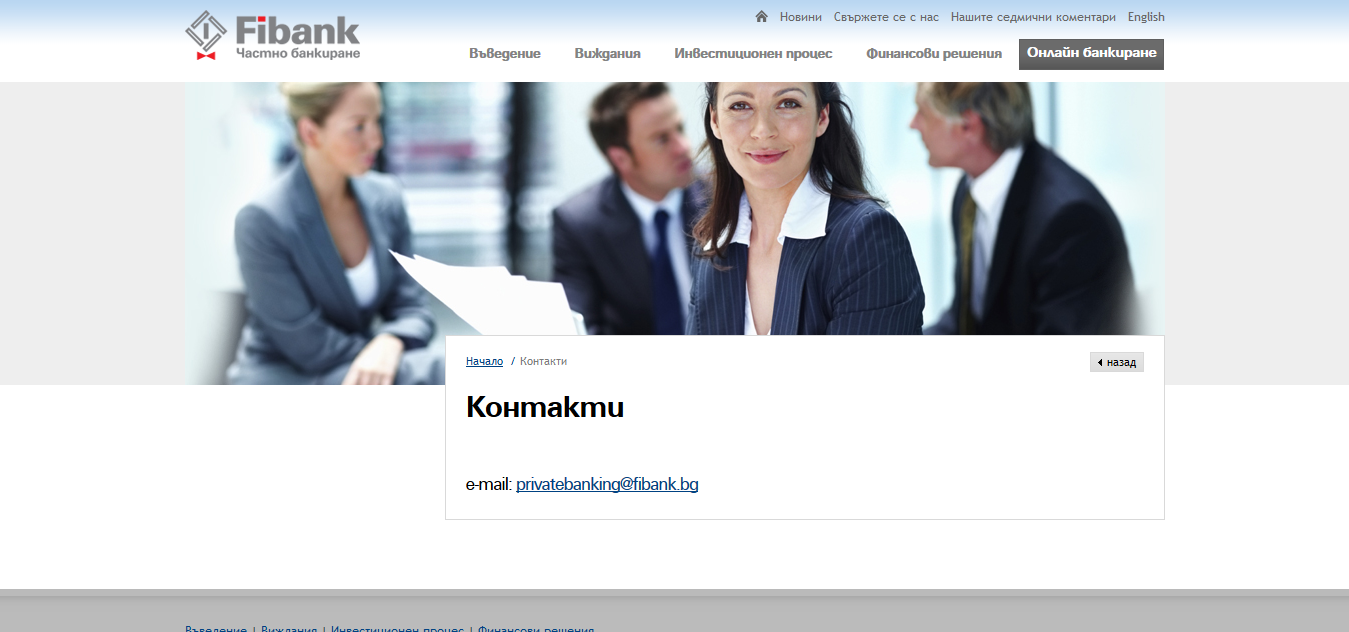 Fibank
Частно банкиране
Новини Свържете се с нас Нашите седмични коментари English
Въведение Виждания Инвестиционен процес Финансови решения Онлайн банкиране
Начало / Контакти
назад
Контакти
e-mail: privatebanking@fibank.bg
Въведение | Виждания | Инвестиционен процес | Финансови решения